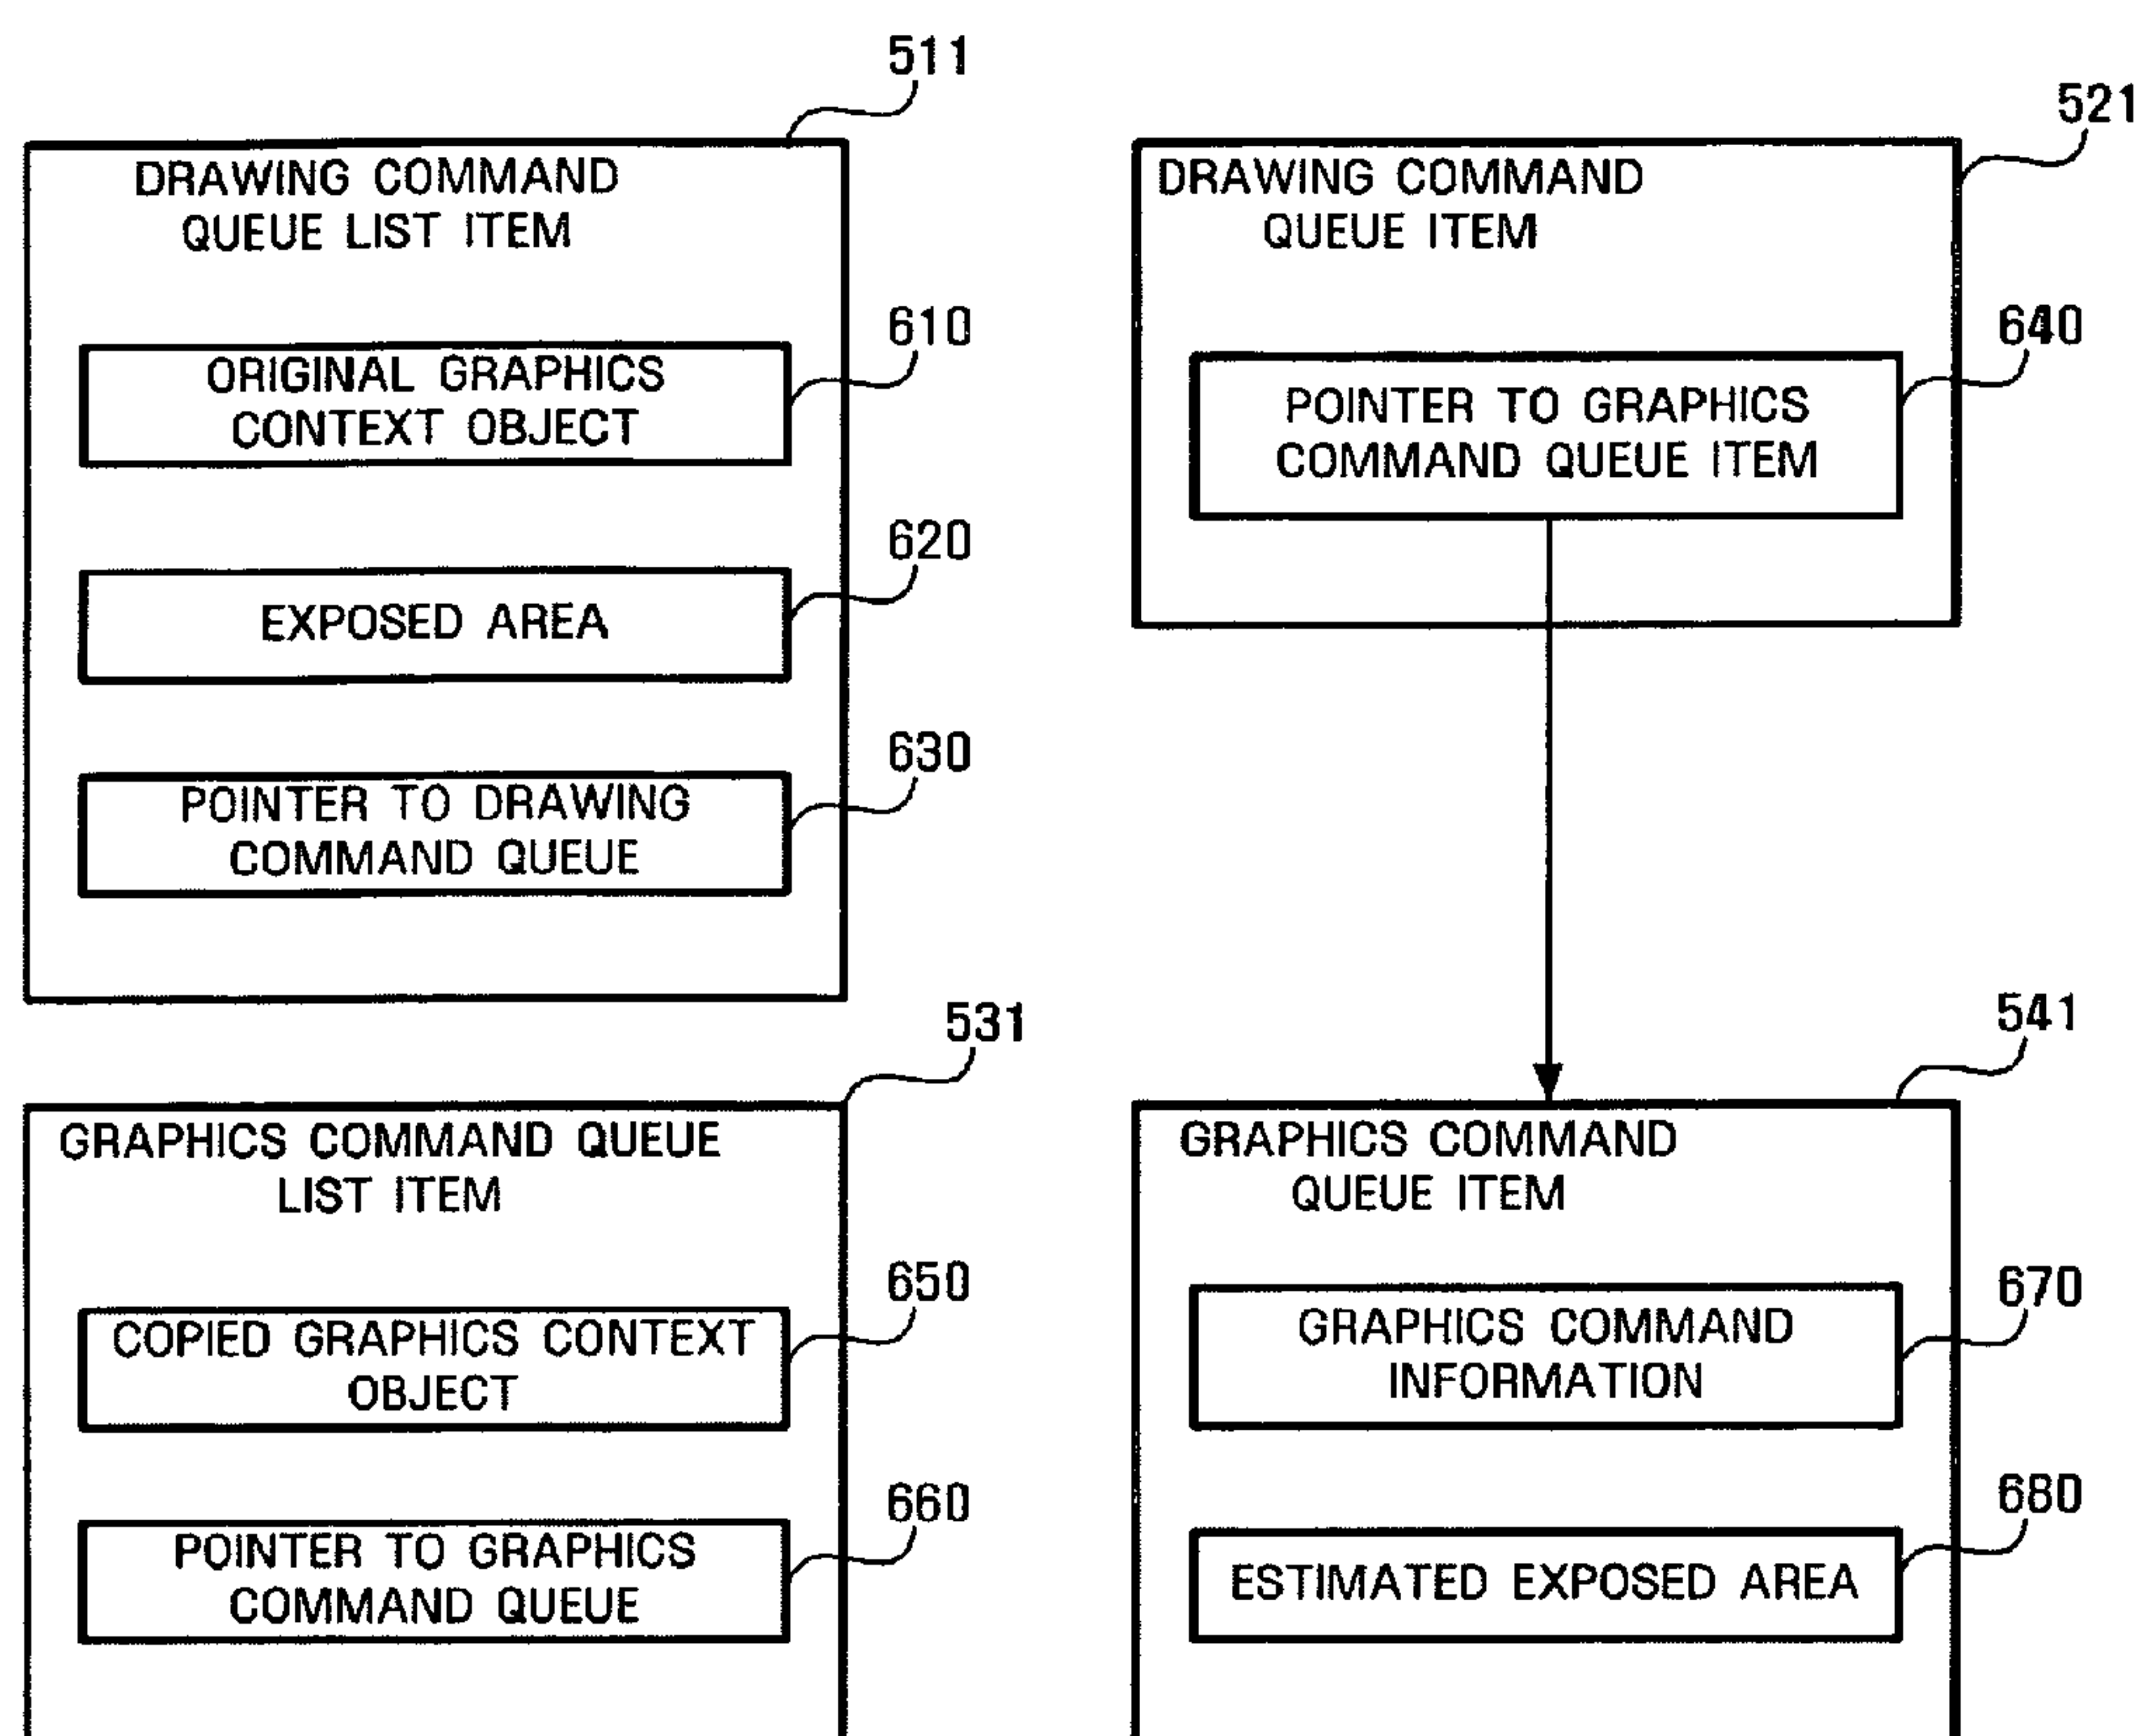 511
DRAWING COMMAND
QUEUE LIST ITEM
610
ORIGINAL GRAPHICS
CONTEXT OBJECT
620
EXPOSED AREA
630
POINTER TO DRAWING
COMMAND QUEUE
521
DRAWING COMMAND
QUEUE ITEM
640
POINTER TO GRAPHICS
COMMAND QUEUE ITEM
531
GRAPHICS COMMAND QUEUE
LIST ITEM
650
COPIED GRAPHICS CONTEXT
OBJECT
660
POINTER TO GRAPHICS
COMMAND QUEUE
541
GRAPHICS COMMAND
QUEUE ITEM
670
GRAPHICS COMMAND
INFORMATION
680
ESTIMATED EXPOSED AREA